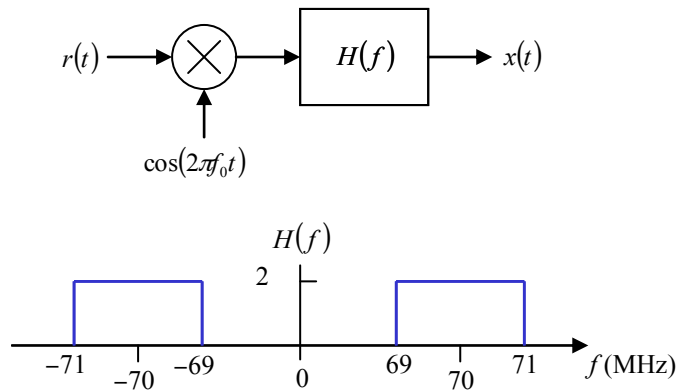 r(t) H(f) x(t)
cos(2πf₀t)
H(f)
2
−71 −69 69 71 f(MHz)
−70 0 70